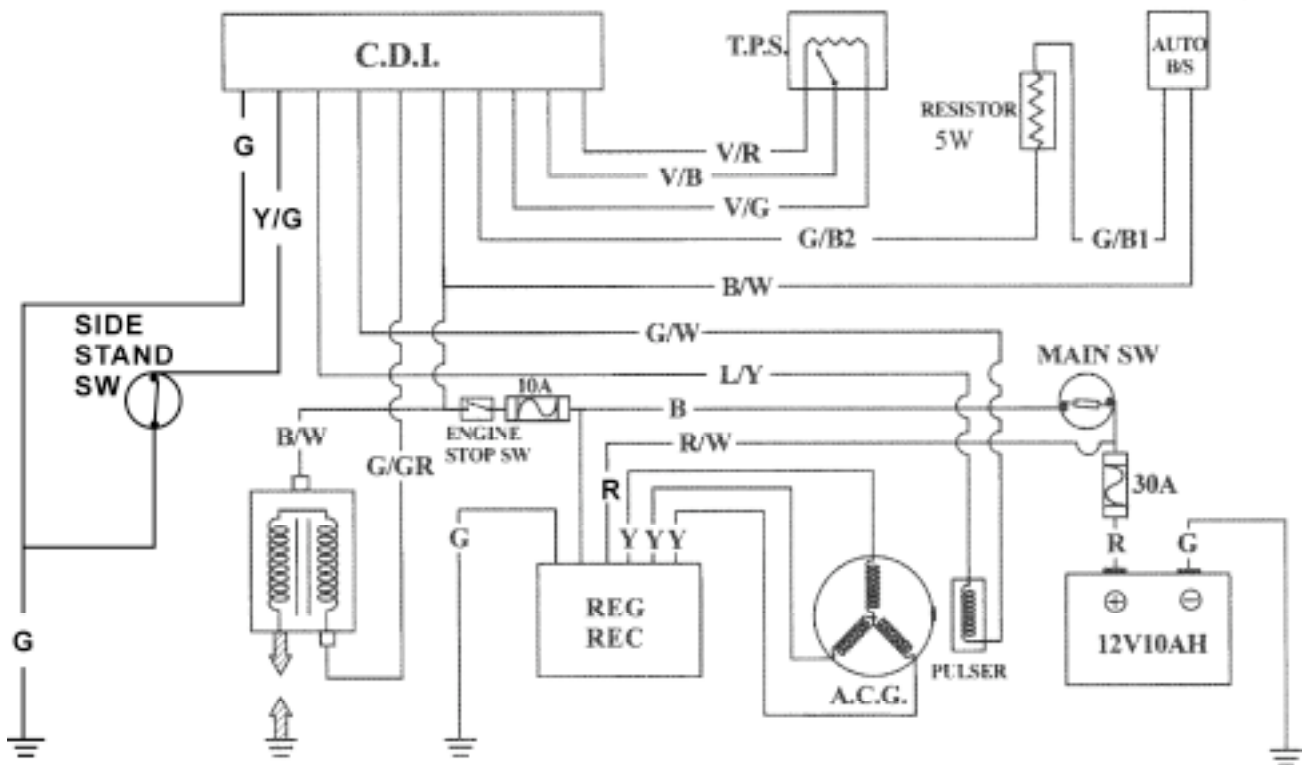 C.D.I.
T.P.S.
AUTO
B/S
RESISTOR
5W
G
V/R
V/B
V/G
Y/G
G/B2
G/B1
B/W
SIDE
STAND
SW
G/W
MAIN SW
L/Y
10A
B
B/W
ENGINE
STOP SW
R/W
G/GR
R
30A
G
Y
Y
Y
R
G
REG
REC
12V10AH
G
PULSER
A.C.G.